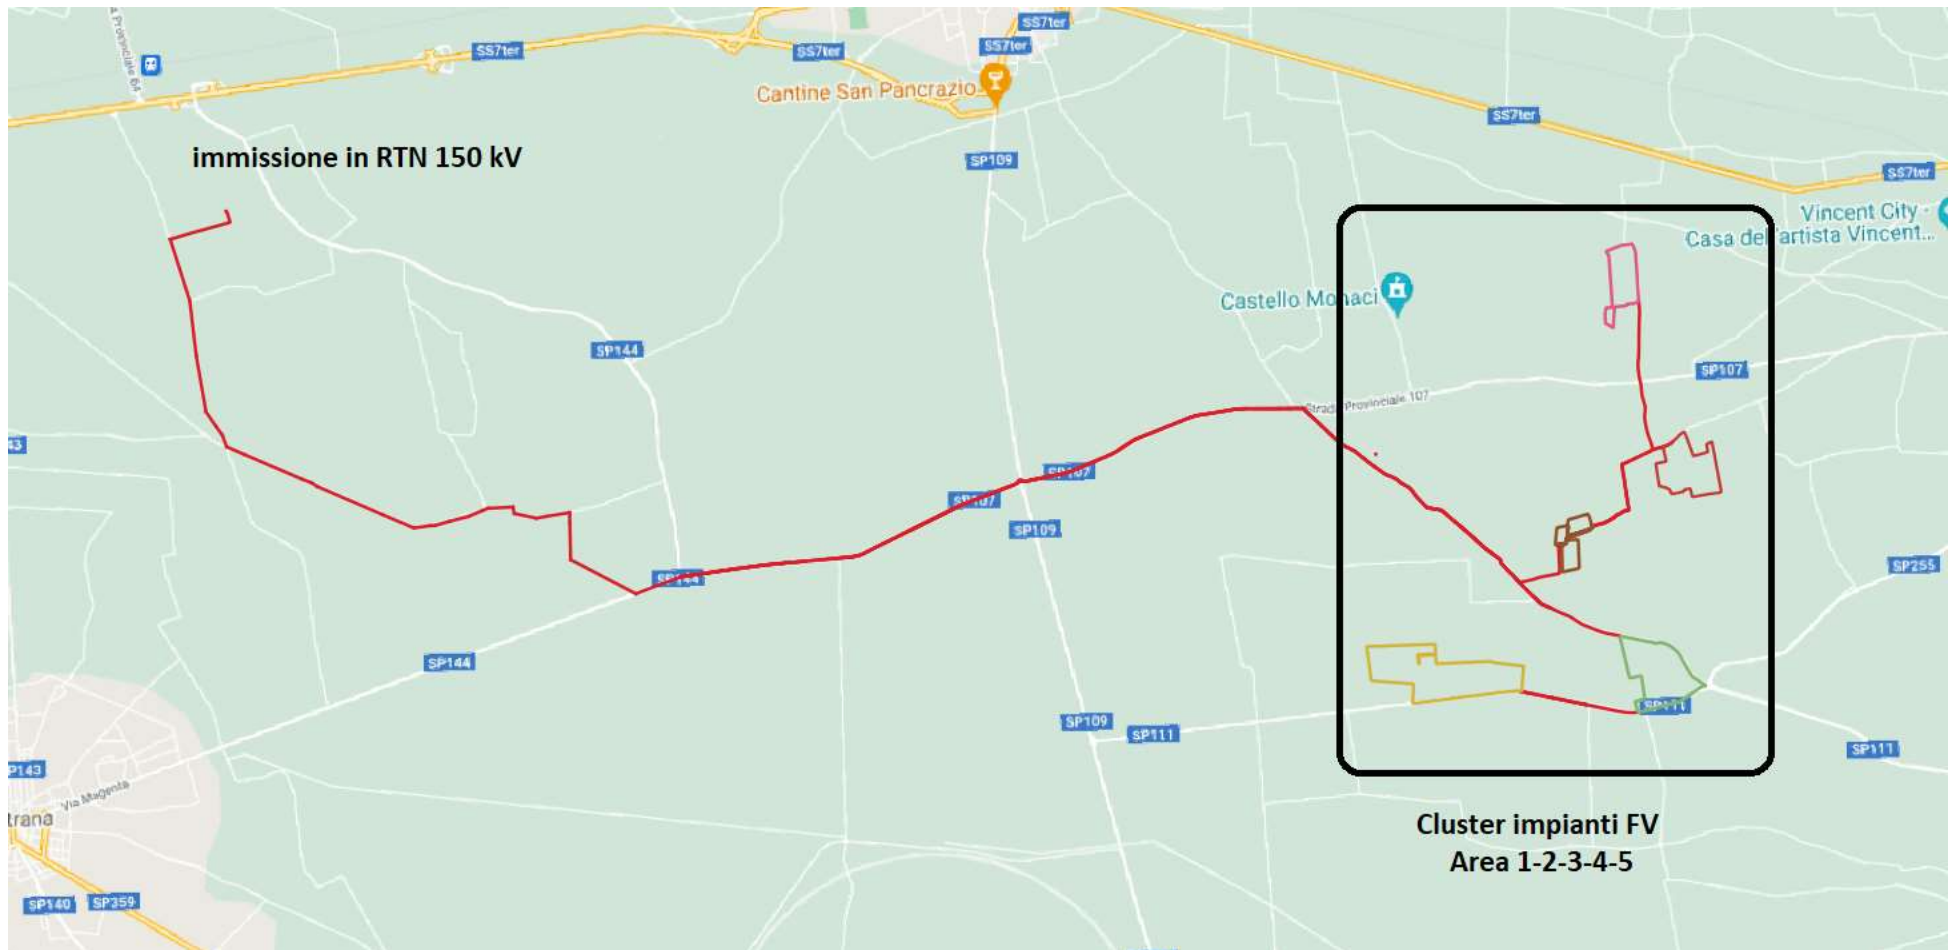 SS7ter
SS7ter
SS7ter
SS7ter
Cantine San Pancrazio
SS7ter
immissione in RTN 150 kV
SP109
SS7ter
Vincent City -
Casa dell'artista Vincent...
Castello Monaci
SP144
SP107
Strada Provinciale 107
43
SP107
SP107
SP109
SP255
SP144
SP144
SP111
SP109
SP111
SP111
P143
Via Magenta
trana
Cluster impianti FV
Area 1-2-3-4-5
SP140
SP359